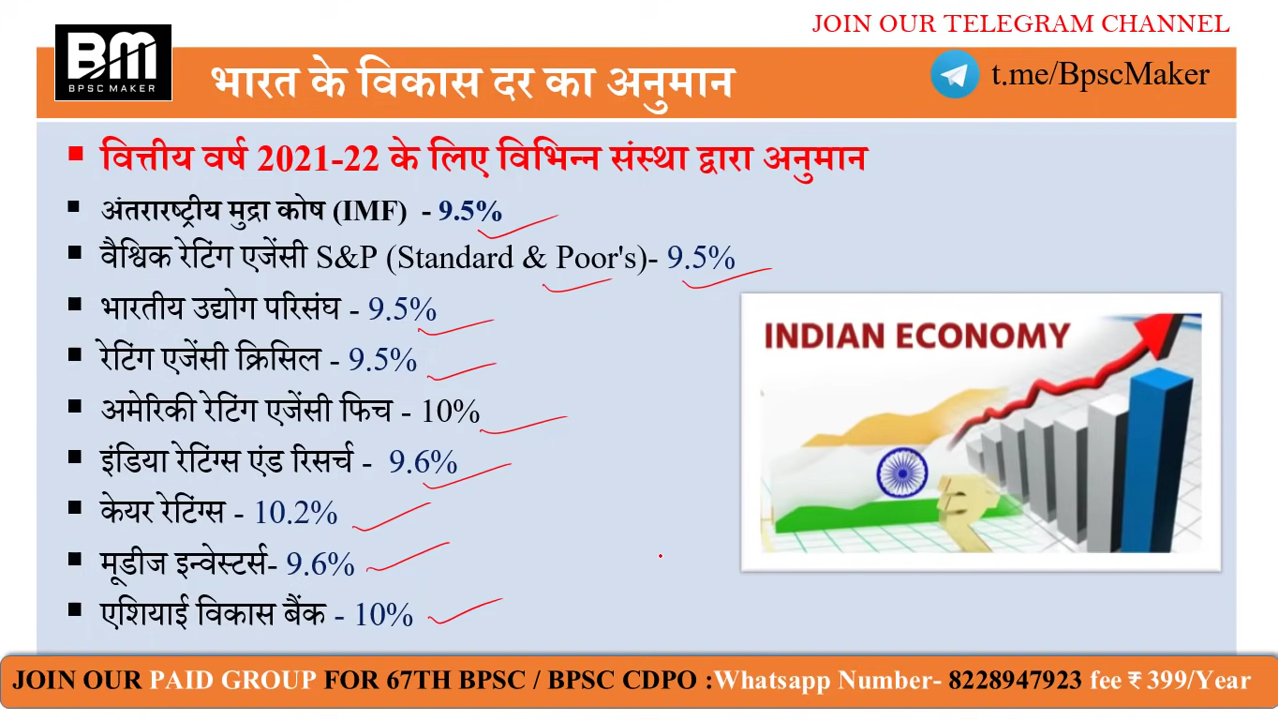 JOIN OUR TELEGRAM CHANNEL
BM
BPSC MAKER
भारत के विकास दर का अनुमान
t.me/BpscMaker
वित्तीय वर्ष 2021-22 के लिए विभिन्न संस्था द्वारा अनुमान
अंतरारष्ट्रीय मुद्रा कोष (IMF) - 9.5%
वैश्विक रेटिंग एजेंसी S&P (Standard & Poor's)- 9.5%
भारतीय उद्योग परिसंघ - 9.5%
रेटिंग एजेंसी क्रिसिल - 9.5%
अमेरिकी रेटिंग एजेंसी फिच - 10%
इंडिया रेटिंग्स एंड रिसर्च - 9.6%
केयर रेटिंग्स - 10.2%
मूडीज इन्वेस्टर्स- 9.6%
एशियाई विकास बैंक - 10%
INDIAN ECONOMY
JOIN OUR PAID GROUP FOR 67TH BPSC / BPSC CDPO :Whatsapp Number- 8228947923 fee ₹ 399/Year